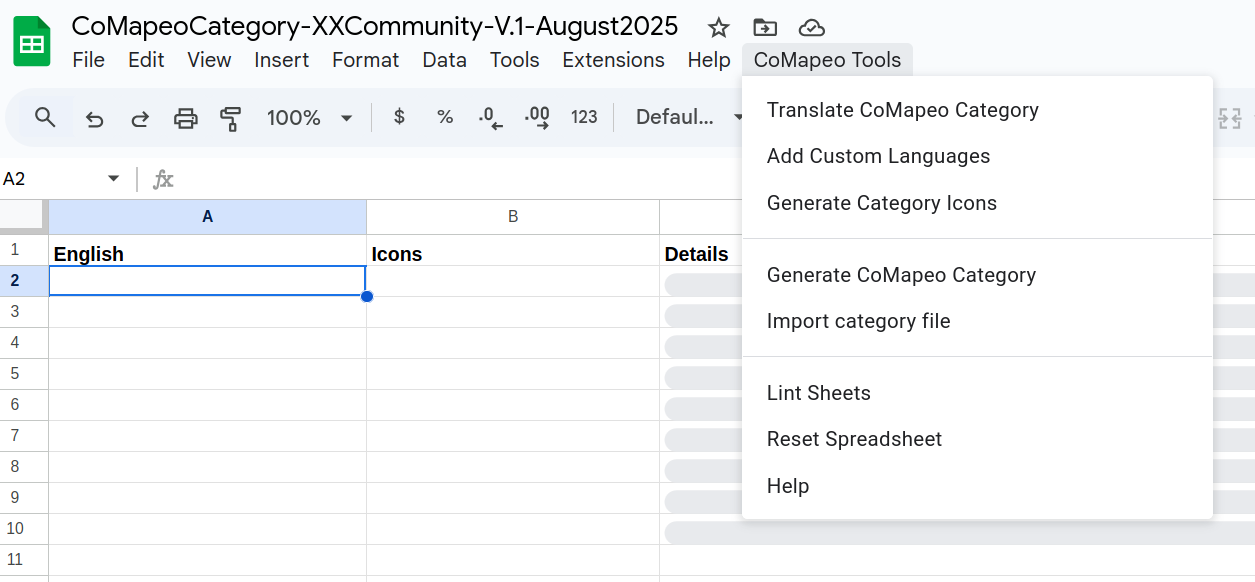 CoMapeoCategory-XXCommunity-V.1-August2025
File Edit View Insert Format Data Tools Extensions Help CoMapeo Tools
100% $ % .0 .00 123 Defaul...
Translate CoMapeo Category
Add Custom Languages
Generate Category Icons
Generate CoMapeo Category
Import category file
Lint Sheets
Reset Spreadsheet
Help
A2 fx
A B
1 English Icons Details
2
3
4
5
6
7
8
9
10
11